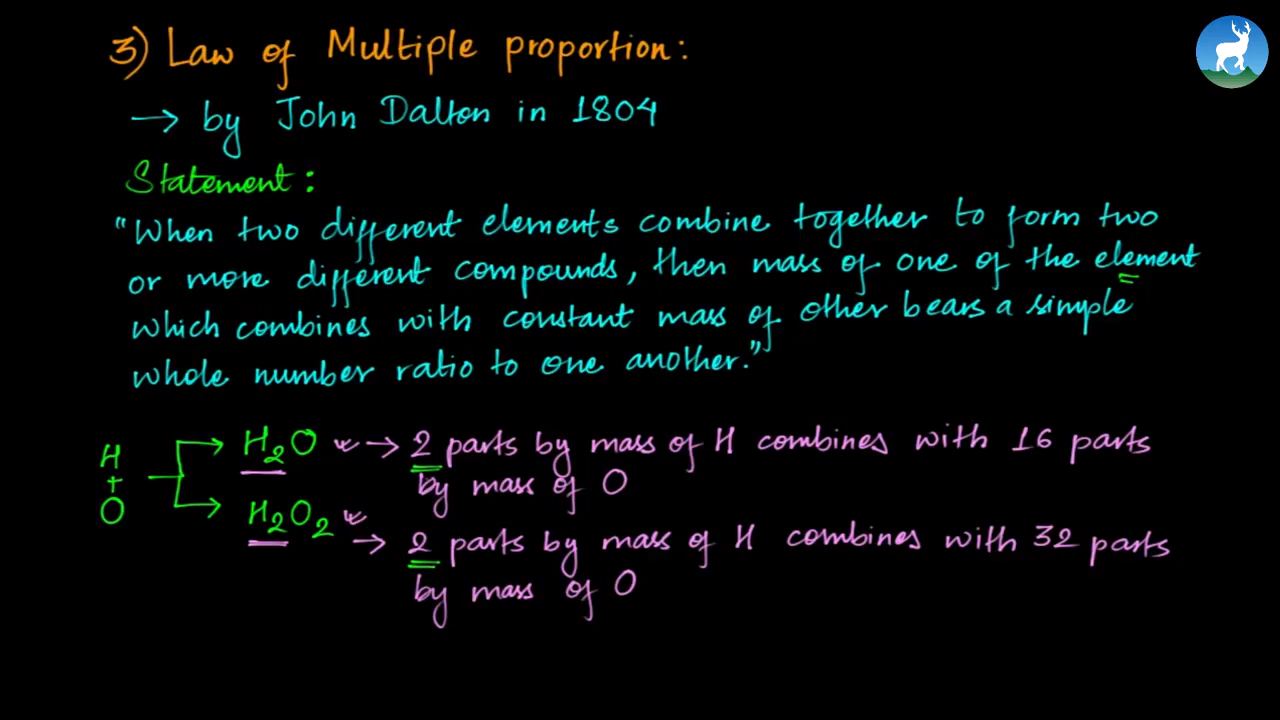 3) Law of Multiple proportion:
→ by John Dalton in 1804
Statement:
"When two different elements combine together to form two
or more different compounds, then mass of one of the element
which combines with constant mass of other bears a simple
whole number ratio to one another."
H + O
H₂O → 2 parts by mass of H combines with 16 parts
by mass of O
H₂O₂ → 2 parts by mass of H combines with 32 parts
by mass of O